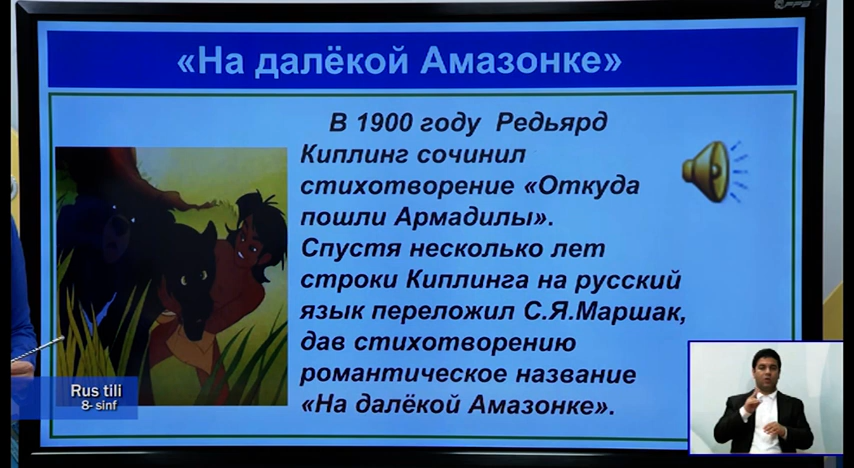 «На далёкой Амазонке»
В 1900 году Редьярд
Киплинг сочинил
стихотворение «Откуда
пошли Армадилы».
Спустя несколько лет
строки Киплинга на русский
язык переложил С.Я.Маршак,
дав стихотворению
романтическое название
«На далёкой Амазонке».
Rus tili
8- sinf